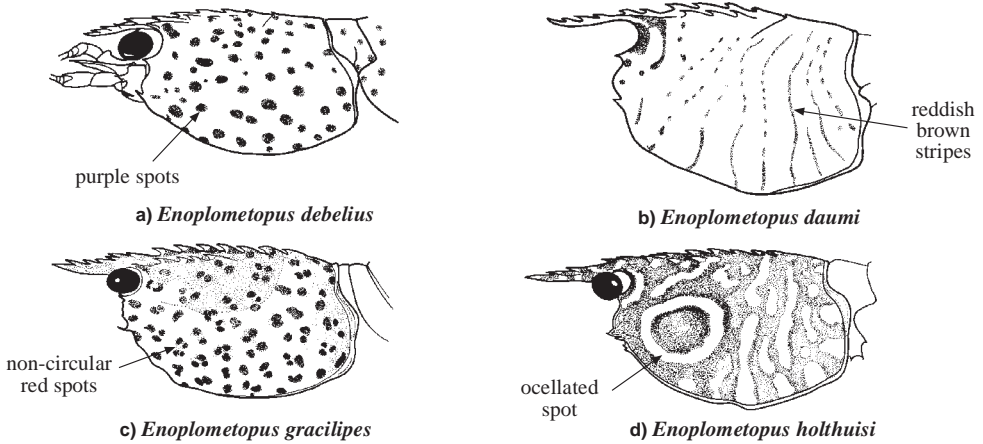 purple spots
a) Enoplometopus debelius
reddish
brown
stripes
b) Enoplometopus daumi
non-circular
red spots
c) Enoplometopus gracilipes
ocellated
spot
d) Enoplometopus holthuisi